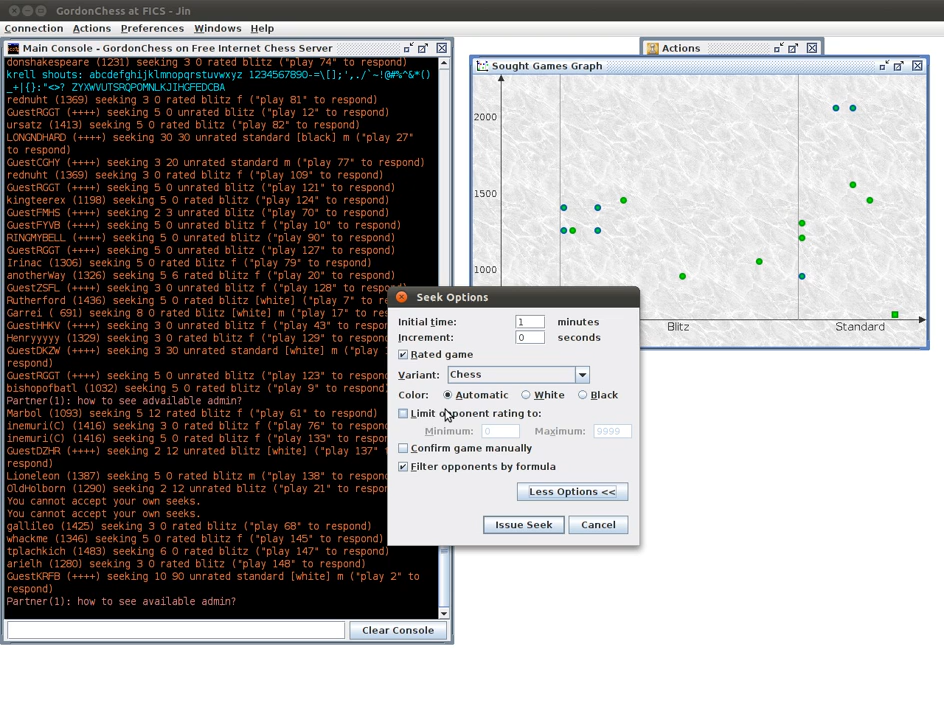 GordonChess at FICS - Jin
Connection Actions Preferences Windows Help
Main Console - GordonChess on Free Internet Chess Server
donshakespeare (1231) seeking 3 0 rated blitz ("play 74" to respond)
krell shouts: abcdefghijklmnopqrstuvwxyz 1234567890-=\[];',./`~!@#%^&*()
_+|{}:"<>? ZYXWVUTSRQPOMNLKJIHGFEDCBA
rednuht (1369) seeking 3 0 rated blitz ("play 81" to respond)
GuestRGGT (++++) seeking 5 0 unrated blitz ("play 12" to respond)
ursatz (1413) seeking 5 0 rated blitz ("play 82" to respond)
LONGNDHARD (++++) seeking 30 30 unrated standard [black] m ("play 27"
to respond)
GuestCGHY (++++) seeking 3 20 unrated standard m ("play 77" to respond)
rednuht (1369) seeking 3 0 rated blitz f ("play 109" to respond)
GuestRGGT (++++) seeking 5 0 unrated blitz ("play 121" to respond)
kingteerex (1198) seeking 5 0 rated blitz ("play 124" to respond)
GuestFMHS (++++) seeking 2 3 unrated blitz ("play 70" to respond)
GuestFYVB (++++) seeking 5 0 unrated blitz f ("play 10" to respond)
RINGMYBELL (++++) seeking 5 0 unrated blitz ("play 90" to respond)
GuestRGGT (++++) seeking 5 0 unrated blitz ("play 127" to respond)
Irinac (1306) seeking 5 0 rated blitz f ("play 79" to respond)
anotherWay (1326) seeking 5 6 rated blitz f ("play 20" to respond)
GuestZSFL (++++) seeking 3 0 unrated blitz f ("play 128" to
Rutherford (1436) seeking 5 0 rated blitz [white] ("play 7" to
Garrei ( 691) seeking 8 0 rated blitz [white] m ("play 17" to
GuestHHKV (++++) seeking 3 0 unrated blitz f ("play 43" to
Henryyyyy (1329) seeking 3 0 rated blitz f ("play 129" to
GuestDKZW (++++) seeking 3 30 unrated standard [white] m ("play
respond)
GuestRGGT (++++) seeking 5 0 unrated blitz ("play 123" to
bishopofbatl (1032) seeking 5 0 rated blitz ("play 9" to
Partner(1): how to see advailable admin?
Marbol (1093) seeking 5 12 rated blitz f ("play 61" to
inemuri(C) (1416) seeking 5 0 rated blitz f ("play 76" to
inemuri(C) (1416) seeking 5 0 rated blitz f ("play 133" to
GuestDZHR (++++) seeking 2 12 unrated blitz [white] ("play 137" to
respond)
Lioneleon (1387) seeking 5 0 rated blitz m ("play 138" to
OldHolborn (1290) seeking 2 12 unrated blitz ("play 21" to
You cannot accept your own seeks.
You cannot accept your own seeks.
gallileo (1425) seeking 3 0 rated blitz ("play 68" to respond)
whackme (1346) seeking 5 0 rated blitz f ("play 145" to
tplachkich (1483) seeking 6 0 rated blitz ("play 147" to
arielh (1280) seeking 3 0 rated blitz ("play 148" to
GuestKRFB (++++) seeking 10 90 unrated standard [white] m ("play 2" to
respond)
Partner(1): how to see available admin?
Clear Console
Actions
Sought Games Graph
2000
1500
1000
Blitz
Standard
Seek Options
Initial time: 1 minutes
Increment: 0 seconds
Rated game
Variant: Chess
Color: Automatic White Black
Limit opponent rating to:
Minimum: 0 Maximum: 9999
Confirm game manually
Filter opponents by formula
Less Options <<
Issue Seek Cancel